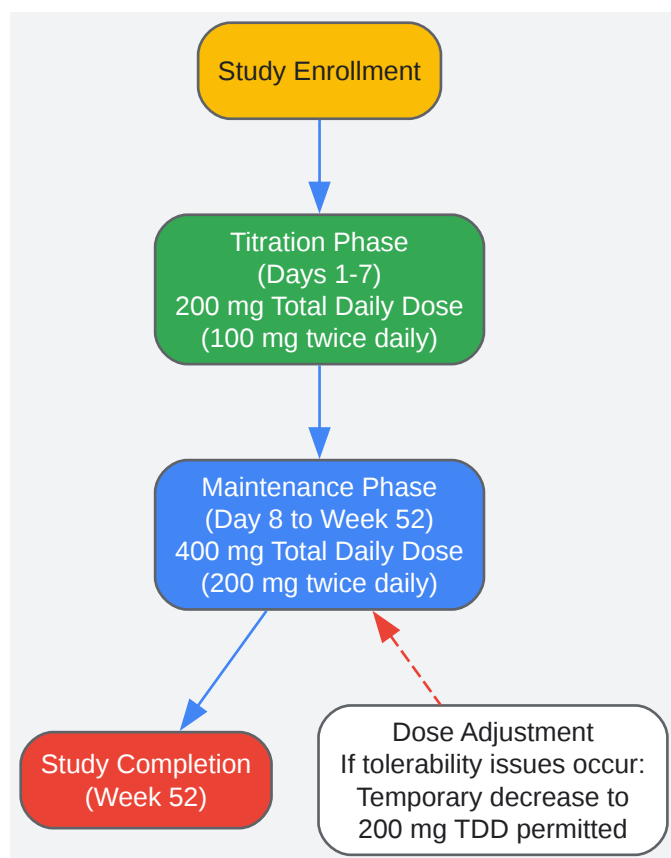 Study Enrollment
Titration Phase
(Days 1-7)
200 mg Total Daily Dose
(100 mg twice daily)
Maintenance Phase
(Day 8 to Week 52)
400 mg Total Daily Dose
(200 mg twice daily)
Study Completion
(Week 52)
Dose Adjustment
If tolerability issues occur:
Temporary decrease to
200 mg TDD permitted